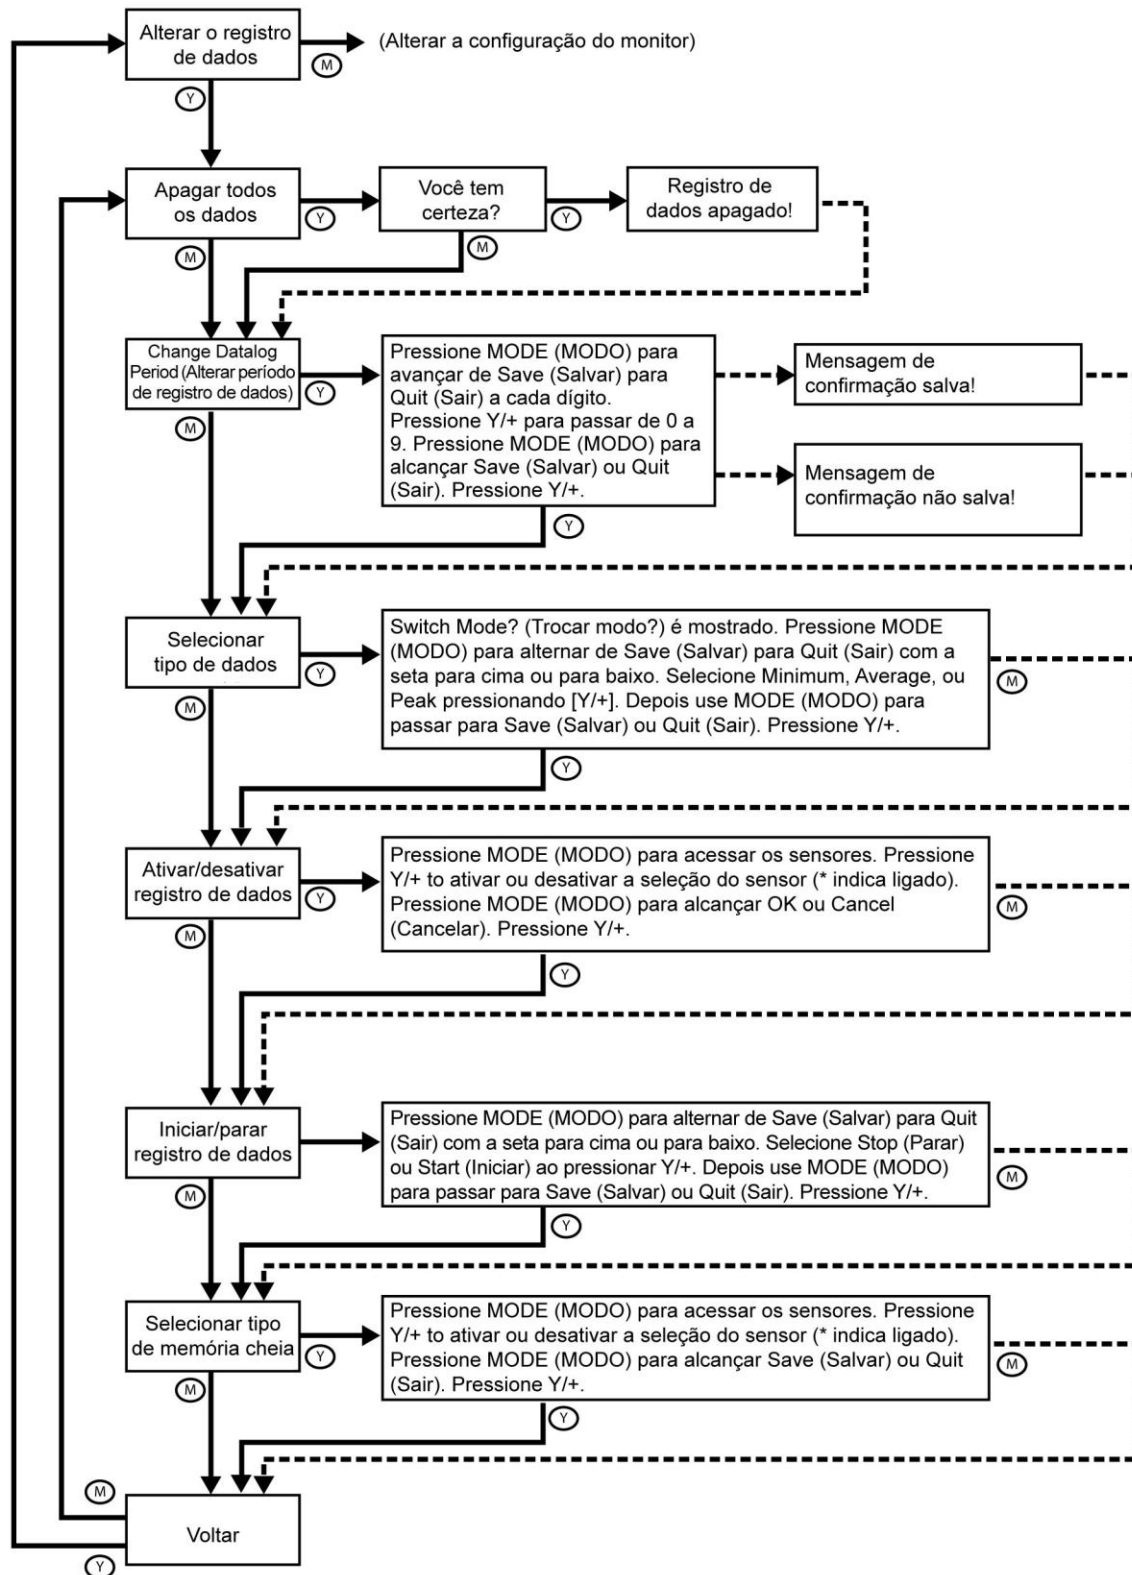 Alterar o registro
de dados
(Alterar a configuração do monitor)
M
Y
Apagar todos
os dados
Y
Você tem
certeza?
Y
Registro de
dados apagado!
M
M
Change Datalog
Period (Alterar período
de registro de dados)
Y
M
Pressione MODE (MODO) para
avançar de Save (Salvar) para
Quit (Sair) a cada dígito.
Pressione Y/+ para passar de 0 a
9. Pressione MODE (MODO) para
alcançar Save (Salvar) ou Quit
(Sair). Pressione Y/+.
Mensagem de
confirmação salva!
Mensagem de
confirmação não salva!
Y
Selecionar
tipo de dados
Y
M
Switch Mode? (Trocar modo?) é mostrado. Pressione MODE
(MODO) para alternar de Save (Salvar) para Quit (Sair) com a
seta para cima ou para baixo. Selecione Minimum, Average, ou
Peak pressionando [Y/+]. Depois use MODE (MODO) para
passar para Save (Salvar) ou Quit (Sair). Pressione Y/+.
M
Y
Ativar/desativar
registro de dados
Y
M
Pressione MODE (MODO) para acessar os sensores. Pressione
Y/+ to ativar ou desativar a seleção do sensor (* indica ligado).
Pressione MODE (MODO) para alcançar OK ou Cancel
(Cancelar). Pressione Y/+.
M
Y
Iniciar/parar
registro de dados
M
Pressione MODE (MODO) para alternar de Save (Salvar) para Quit
(Sair) com a seta para cima ou para baixo. Selecione Stop (Parar)
ou Start (Iniciar) ao pressionar Y/+. Depois use MODE (MODO)
para passar para Save (Salvar) ou Quit (Sair). Pressione Y/+.
M
Y
Selecionar tipo
de memória cheia
Y
M
Pressione MODE (MODO) para acessar os sensores. Pressione
Y/+ to ativar ou desativar a seleção do sensor (* indica ligado).
Pressione MODE (MODO) para alcançar Save (Salvar) ou Quit
(Sair). Pressione Y/+.
M
Y
M
Voltar
Y